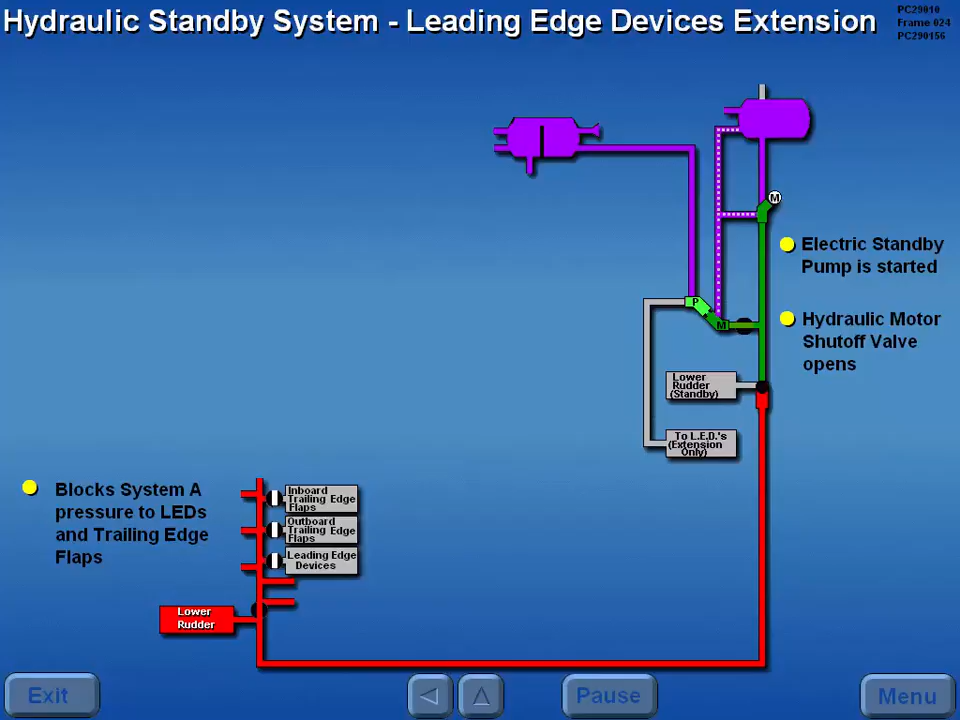 Hydraulic Standby System - Leading Edge Devices Extension
PC29010
Frame 024
PC290156
M
Electric Standby
Pump is started
P
M
Hydraulic Motor
Shutoff Valve
opens
Lower
Rudder
(Standby)
To L.E.D.'s
(Extension
Only)
Blocks System A
pressure to LEDs
and Trailing Edge
Flaps
Inboard
Trailing Edge
Flaps
Outboard
Trailing Edge
Flaps
Leading Edge
Devices
Lower
Rudder
Exit
Pause
Menu